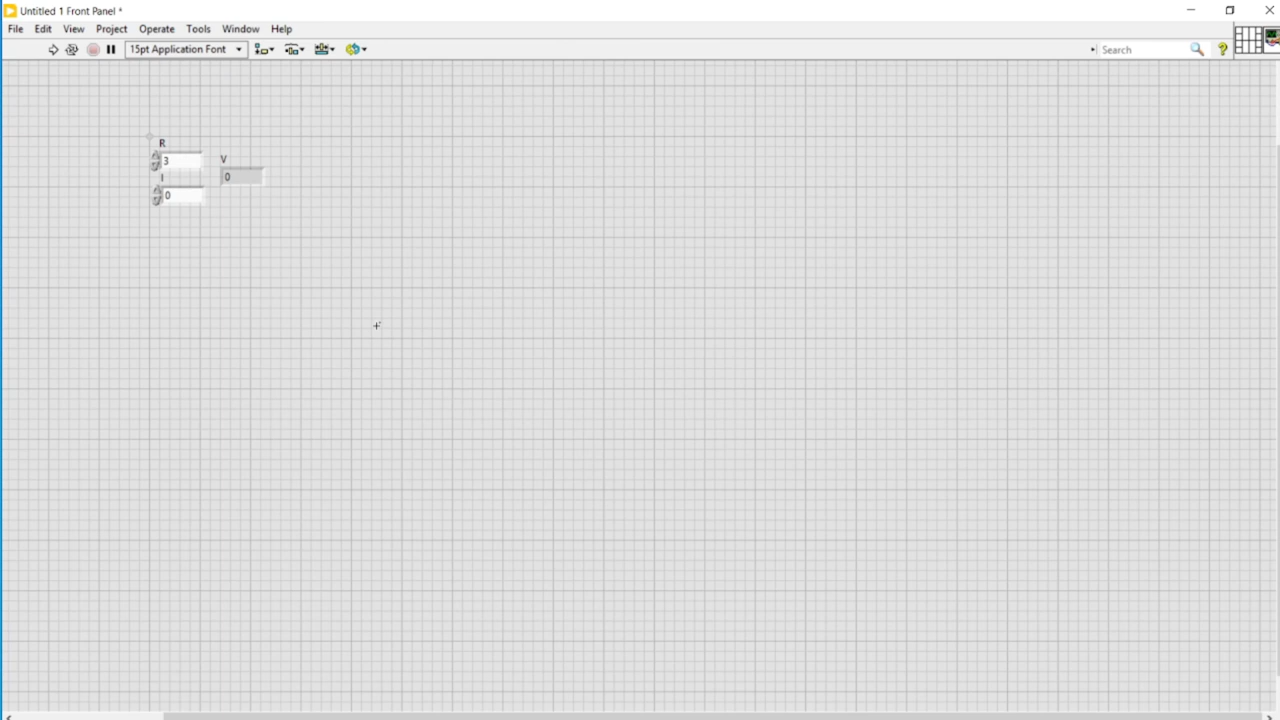 Untitled 1 Front Panel *
File Edit View Project Operate Tools Window Help
15pt Application Font Search ?
R
3
V
0
I
0